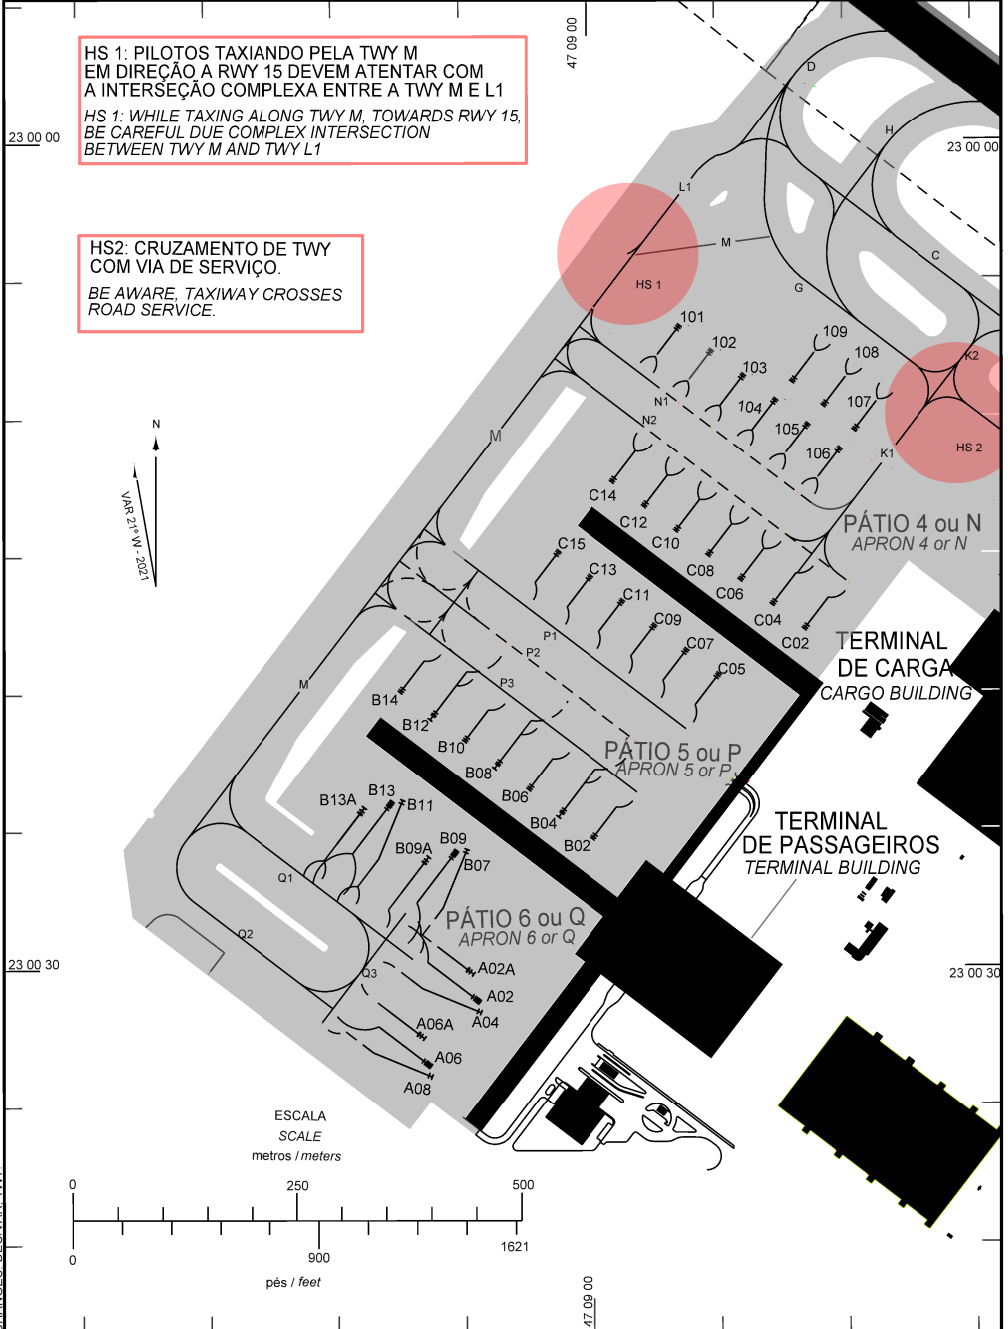 47 09 00
HS 1: PILOTOS TAXIANDO PELA TWY M
EM DIREÇÃO A RWY 15 DEVEM ATENTAR COM
A INTERSEÇÃO COMPLEXA ENTRE A TWY M E L1
HS 1: WHILE TAXING ALONG TWY M, TOWARDS RWY 15,
BE CAREFUL DUE COMPLEX INTERSECTION
BETWEEN TWY M AND TWY L1
23 00 00
23 00 00
D
H
L1
M
C
G
HS 1
HS2: CRUZAMENTO DE TWY
COM VIA DE SERVIÇO.
BE AWARE, TAXIWAY CROSSES
ROAD SERVICE.
101
102
103
104
105
106
107
108
109
K2
K1
HS 2
N1
N2
M
N
VAR 21° W - 2021
C14
C12
C10
C08
C06
C04
C02
PÁTIO 4 ou N
APRON 4 or N
C15
C13
C11
C09
C07
C05
P1
P2
P3
M
TERMINAL
DE CARGA
CARGO BUILDING
B14
B12
B10
B08
B06
B04
B02
PÁTIO 5 ou P
APRON 5 or P
TERMINAL
DE PASSAGEIROS
TERMINAL BUILDING
B13A
B13
B11
B09A
B09
B07
Q1
Q2
Q3
PÁTIO 6 ou Q
APRON 6 or Q
23 00 30
23 00 30
A02A
A02
A04
A06A
A06
A08
ESCALA
SCALE
metros / meters
0
250
500
0
900
1621
pés / feet
47 09 00